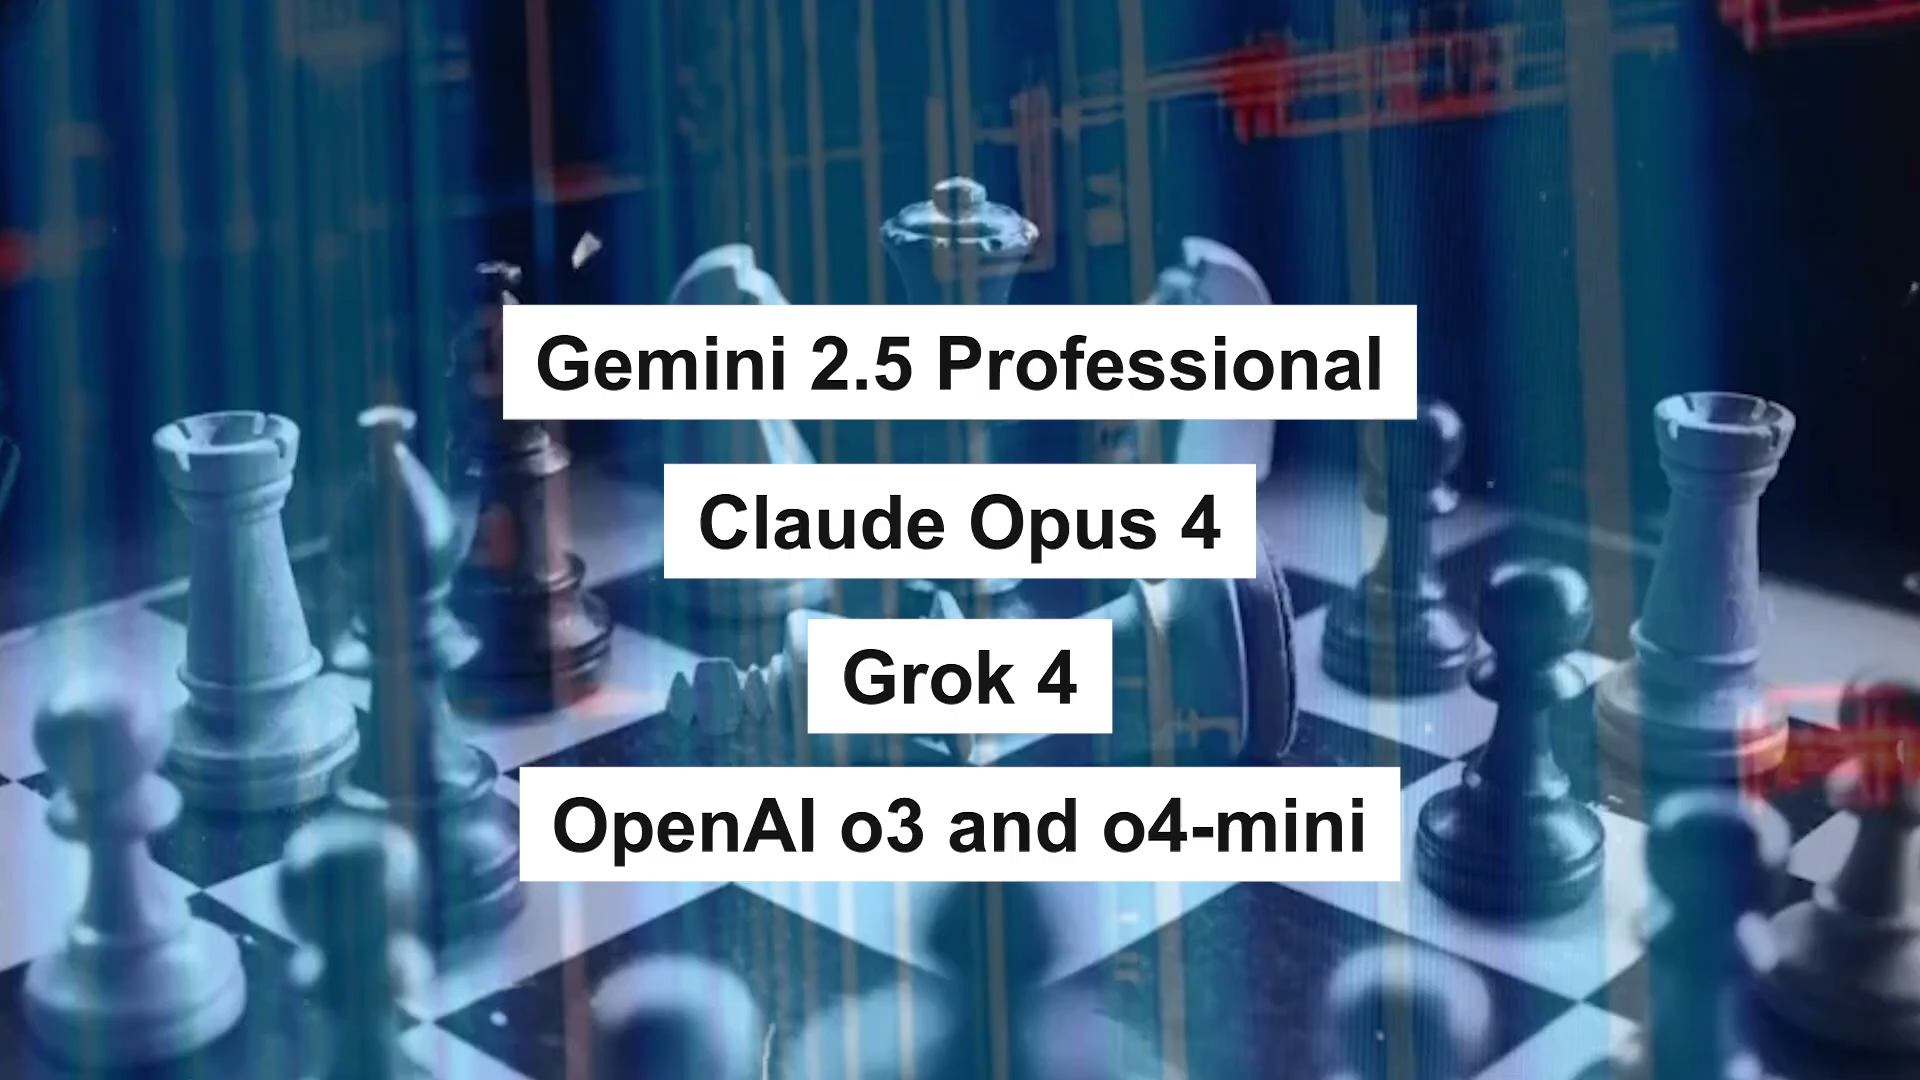 Gemini 2.5 Professional
Claude Opus 4
Grok 4
OpenAI o3 and o4-mini